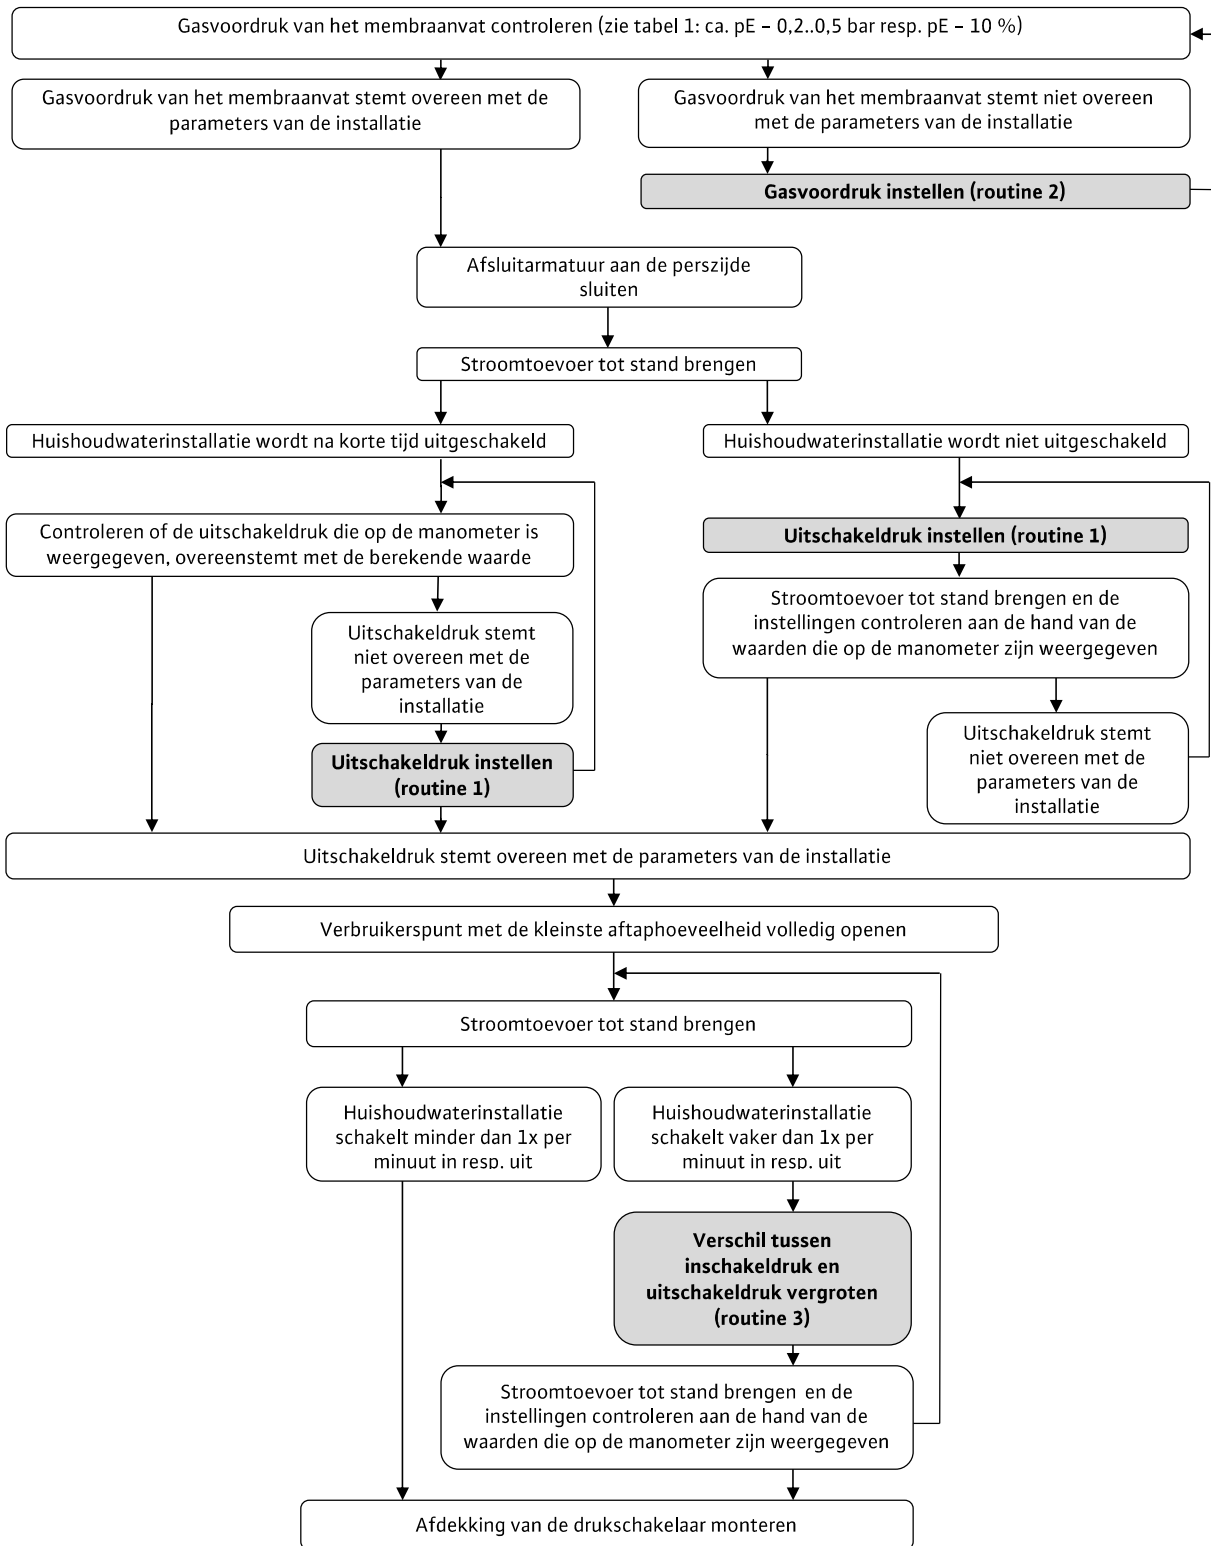 Gasvoordruk van het membraanvat controleren (zie tabel 1: ca. pE – 0,2..0,5 bar resp. pE – 10 %)
Gasvoordruk van het membraanvat stemt overeen met de
parameters van de installatie
Gasvoordruk van het membraanvat stemt niet overeen
met de parameters van de installatie
Gasvoordruk instellen (routine 2)
Afsluitarmatuur aan de perszijde
sluiten
Stroomtoevoer tot stand brengen
Huishoudwaterinstallatie wordt na korte tijd uitgeschakeld
Huishoudwaterinstallatie wordt niet uitgeschakeld
Controleren of de uitschakeldruk die op de manometer is
weergegeven, overeenstemt met de berekende waarde
Uitschakeldruk instellen (routine 1)
Stroomtoevoer tot stand brengen en de
instellingen controleren aan de hand van de
waarden die op de manometer zijn weergegeven
Uitschakeldruk stemt
niet overeen met de
parameters van de
installatie
Uitschakeldruk instellen
(routine 1)
Uitschakeldruk stemt
niet overeen met de
parameters van de
installatie
Uitschakeldruk stemt overeen met de parameters van de installatie
Verbruikerspunt met de kleinste aftaphoeveelheid volledig openen
Stroomtoevoer tot stand brengen
Huishoudwaterinstallatie
schakelt minder dan 1x per
minuut in resp. uit
Huishoudwaterinstallatie
schakelt vaker dan 1x per
minuut in resp. uit
Verschil tussen
inschakeldruk en
uitschakeldruk vergroten
(routine 3)
Stroomtoevoer tot stand brengen en de
instellingen controleren aan de hand van de
waarden die op de manometer zijn weergegeven
Afdekking van de drukschakelaar monteren